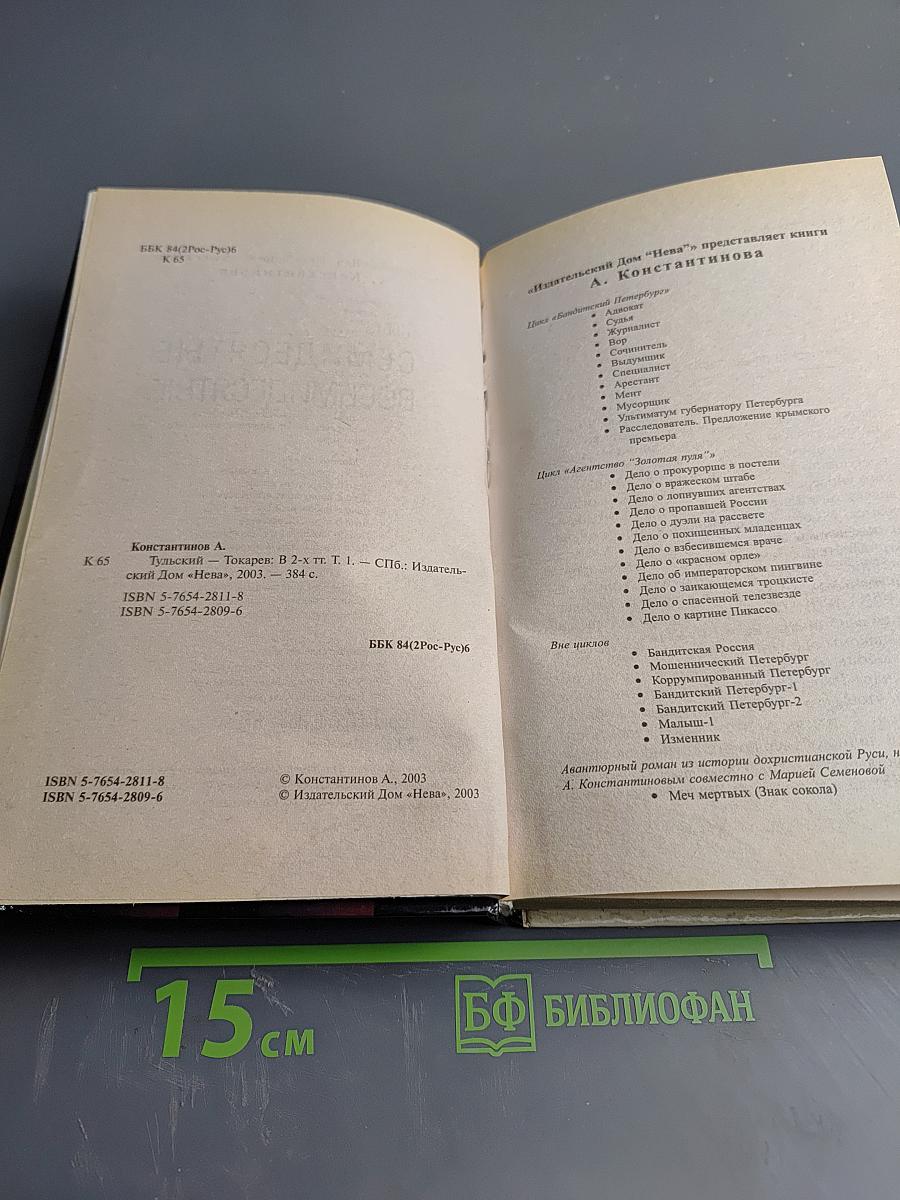 ББК 84(2Рос-Рус)6
К 65
Константинов А.
К 65 Тульский — Токарев: В 2-х тт. Т. 1. — СПб.: Издатель-
ский Дом «Нева», 2003. — 384 с.
ISBN 5-7654-2811-8
ISBN 5-7654-2809-6
ББК 84(2Рос-Рус)6
ISBN 5-7654-2811-8
ISBN 5-7654-2809-6
© Константинов А., 2003
© Издательский Дом «Нева», 2003
«Издательский Дом "Нева"» представляет книги
А. Константинова
Цикл «Бандитский Петербург»
• Адвокат
• Судья
• Журналист
• Вор
• Сочинитель
• Выдумщик
• Специалист
• Арестант
• Мент
• Мусорщик
• Ультиматум губернатору Петербурга
• Расследователь. Предложение крымского
премьера
Цикл «Агентство "Золотая пуля"»
• Дело о прокурорше в постели
• Дело о вражеском штабе
• Дело о лопнувших агентствах
• Дело о пропавшей России
• Дело о дуэли на рассвете
• Дело о похищенных младенцах
• Дело о взбесившемся враче
• Дело о «красном орле»
• Дело об императорском пингвине
• Дело о заикающемся троцкисте
• Дело о спасенной телезвезде
• Дело о картине Пикассо
Вне циклов
• Бандитская Россия
• Мошеннический Петербург
• Коррумпированный Петербург
• Бандитский Петербург-1
• Бандитский Петербург-2
• Малыш-1
• Изменник
Авантюрный роман из истории дохристианской Руси, н
А. Константиновым совместно с Марией Семеновой
• Меч мертвых (Знак сокола)
15 см
БФ БИБЛИОФАН